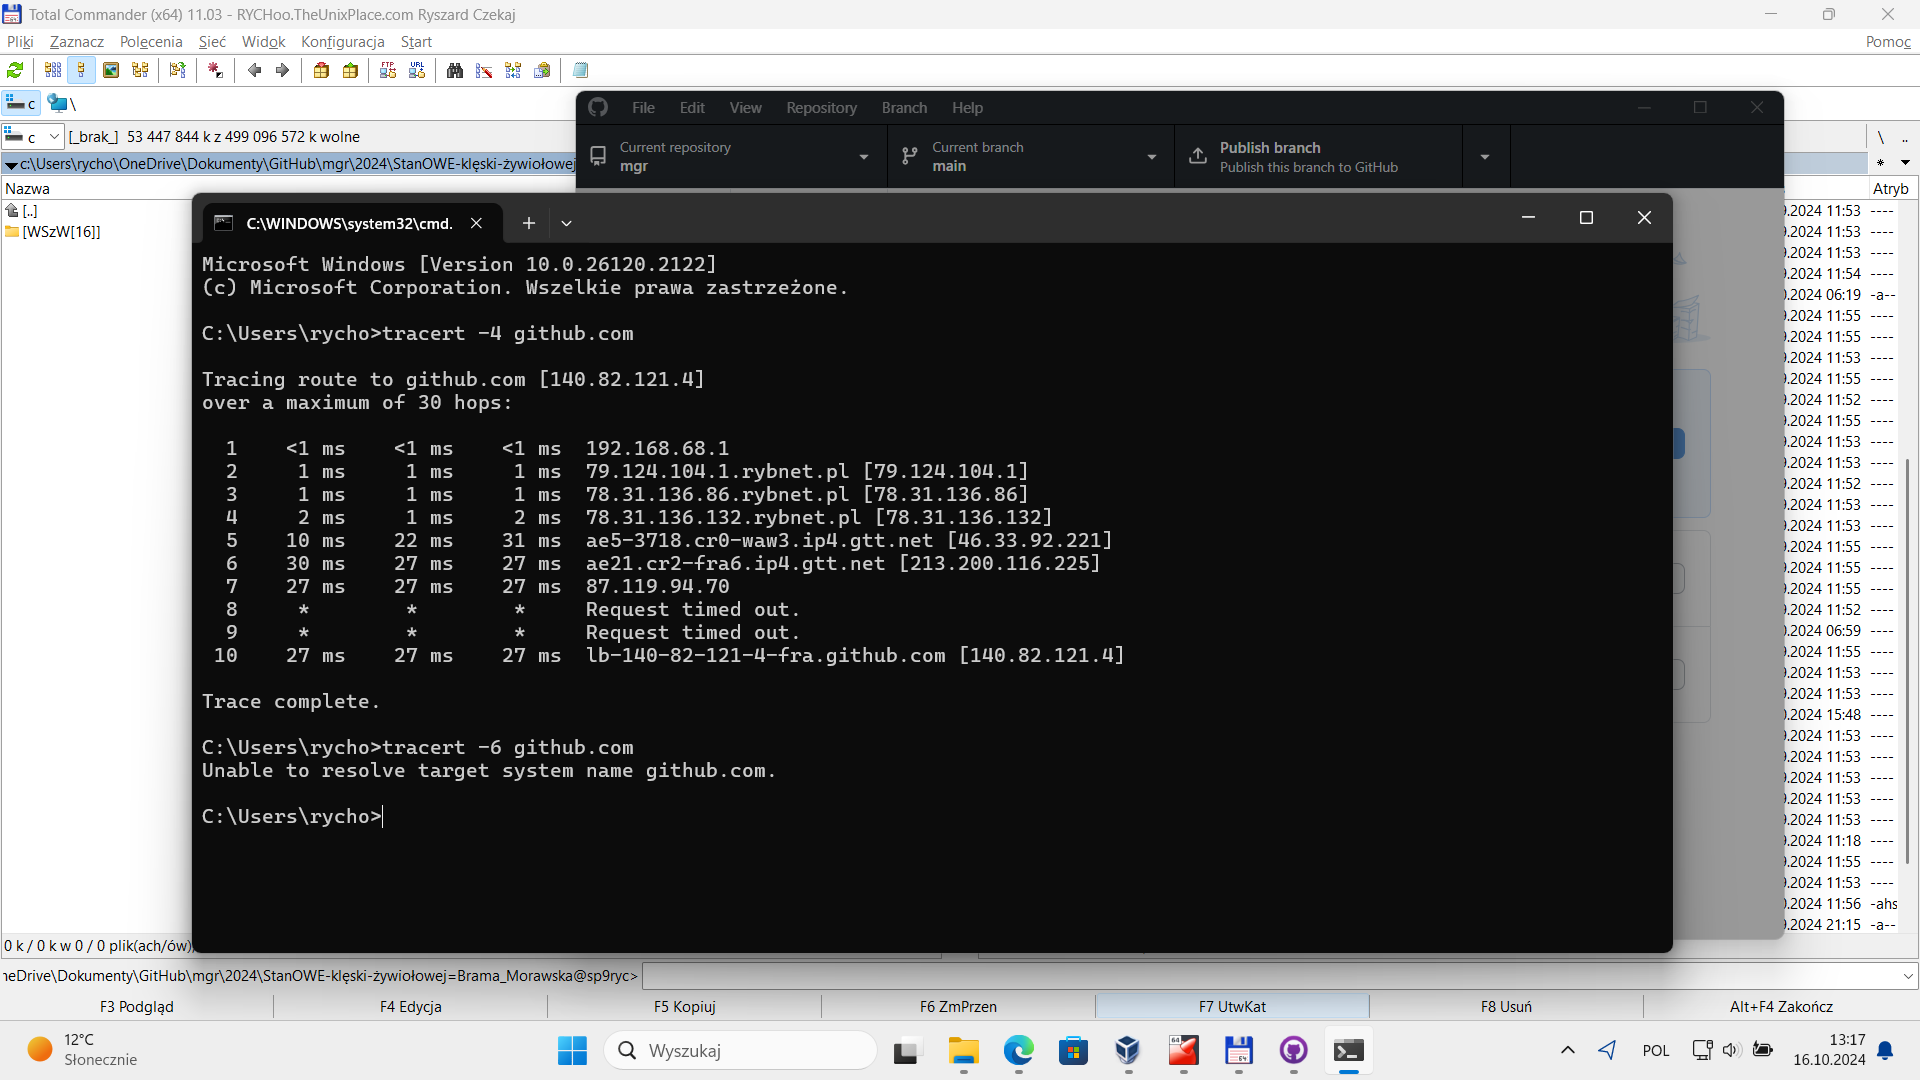 Total Commander (x64) 11.03 - RYCHoo.TheUnixPlace.com Ryszard Czekaj
Pliki Zaznacz Polecenia Sieć Widok Konfiguracja Start Pomoc
FTP URL
c \
c [_brak_] 53 447 844 k z 499 096 572 k wolne \ ..
c:\Users\rycho\OneDrive\Dokumenty\GitHub\mgr\2024\StanOWE-klęski-żywiołowej * 
Nazwa
[..]
[WSzW[16]]
File Edit View Repository Branch Help
Current repository
mgr
Current branch
main
Publish branch
Publish this branch to GitHub
C:\WINDOWS\system32\cmd.
Microsoft Windows [Version 10.0.26120.2122]
(c) Microsoft Corporation. Wszelkie prawa zastrzeżone.
C:\Users\rycho>tracert -4 github.com
Tracing route to github.com [140.82.121.4]
over a maximum of 30 hops:
1 <1 ms <1 ms <1 ms 192.168.68.1
2 1 ms 1 ms 1 ms 79.124.104.1.rybnet.pl [79.124.104.1]
3 1 ms 1 ms 1 ms 78.31.136.86.rybnet.pl [78.31.136.86]
4 2 ms 1 ms 2 ms 78.31.136.132.rybnet.pl [78.31.136.132]
5 10 ms 22 ms 31 ms ae5-3718.cr0-waw3.ip4.gtt.net [46.33.92.221]
6 30 ms 27 ms 27 ms ae21.cr2-fra6.ip4.gtt.net [213.200.116.225]
7 27 ms 27 ms 27 ms 87.119.94.70
8 * * * Request timed out.
9 * * * Request timed out.
10 27 ms 27 ms 27 ms lb-140-82-121-4-fra.github.com [140.82.121.4]
Trace complete.
C:\Users\rycho>tracert -6 github.com
Unable to resolve target system name github.com.
C:\Users\rycho>
Atryb
.2024 11:53 ----
.2024 11:53 ----
.2024 11:53 ----
.2024 11:54 ----
.2024 06:19 -a--
.2024 11:55 ----
.2024 11:55 ----
.2024 11:53 ----
.2024 11:55 ----
.2024 11:52 ----
.2024 11:55 ----
.2024 11:53 ----
.2024 11:53 ----
.2024 11:52 ----
.2024 11:53 ----
.2024 11:53 ----
.2024 11:55 ----
.2024 11:55 ----
.2024 11:55 ----
.2024 11:52 ----
.2024 06:59 ----
.2024 11:55 ----
.2024 11:53 ----
.2024 11:53 ----
.2024 15:48 ----
.2024 11:53 ----
.2024 11:53 ----
.2024 11:53 ----
.2024 11:53 ----
.2024 11:53 ----
.2024 11:18 ----
.2024 11:55 ----
.2024 11:53 ----
.2024 11:56 -ahs
.2024 21:15 -a--
0 k / 0 k w 0 / 0 plik(ach/ów)
neDrive\Dokumenty\GitHub\mgr\2024\StanOWE-klęski-żywiołowej=Brama_Morawska@sp9ryc>
F3 Podgląd F4 Edycja F5 Kopiuj F6 ZmPrzen F7 UtwKat F8 Usuń Alt+F4 Zakończ
12°C
Słonecznie
Wyszukaj
64
64
POL
13:17
16.10.2024